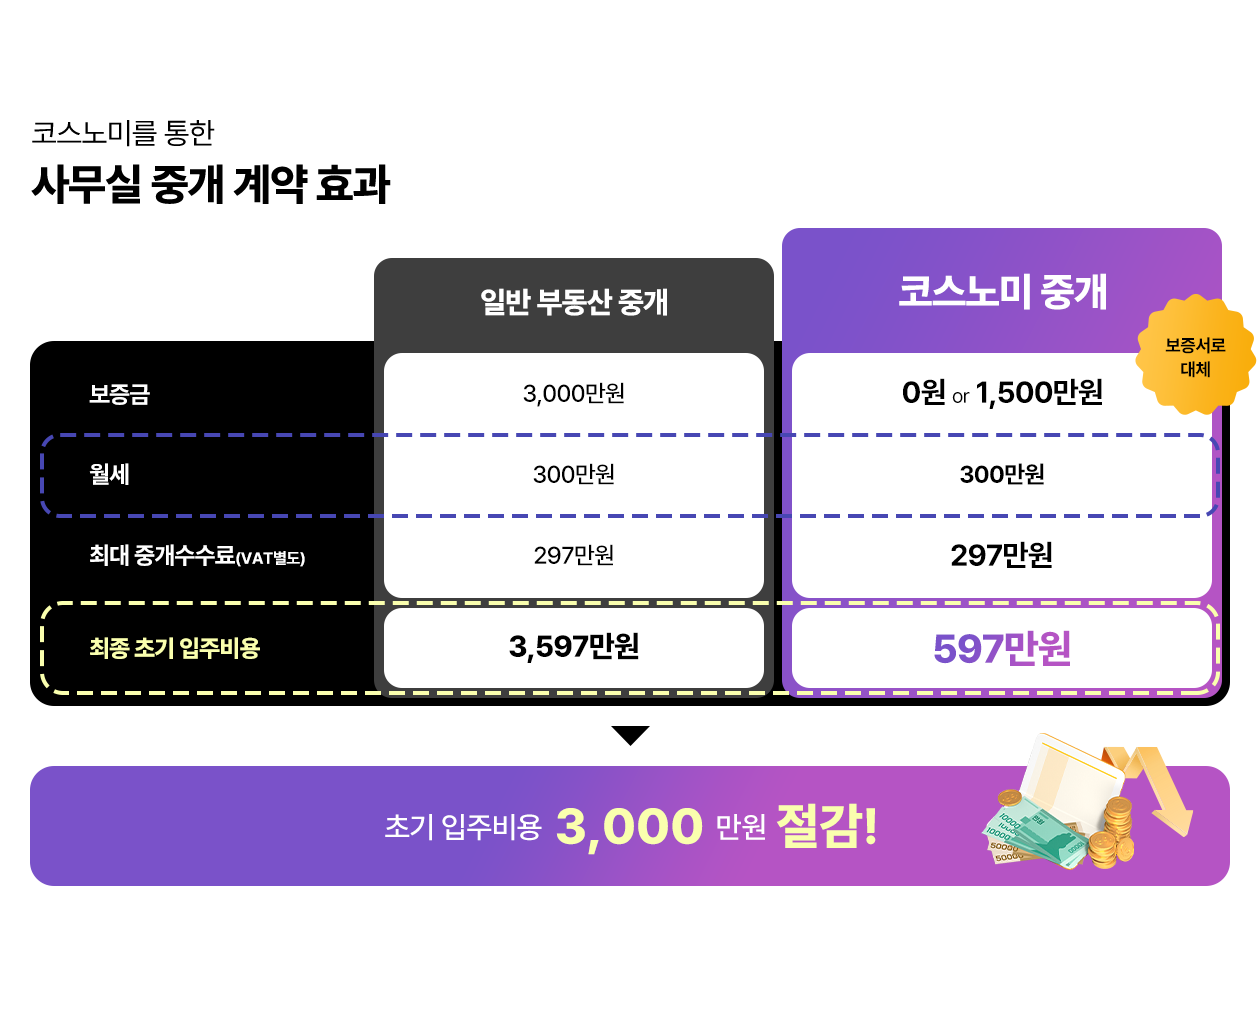 코스노미를 통한
사무실 중개 계약 효과
일반 부동산 중개
코스노미 중개
보증서로
대체
보증금
3,000만원
0원 or 1,500만원
월세
300만원
300만원
최대 중개수수료(VAT별도)
297만원
297만원
최종 초기 입주비용
3,597만원
597만원
초기 입주비용 3,000 만원 절감!
10000
10000
10000
50000
50000